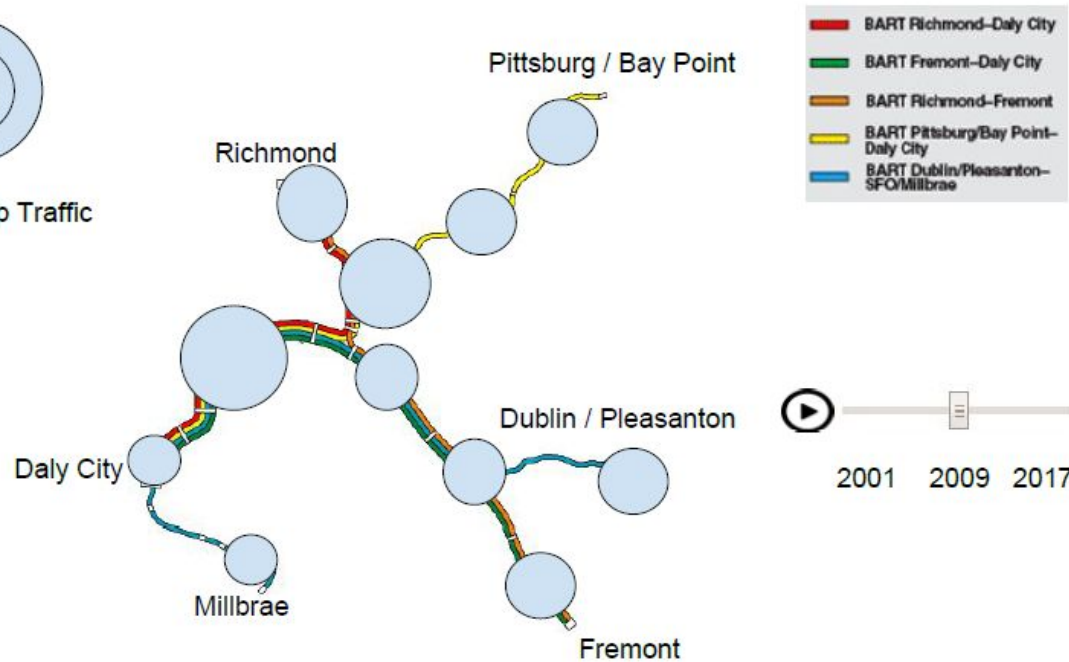 BART Richmond–Daly City
BART Fremont–Daly City
BART Richmond–Fremont
BART Pittsburg/Bay Point–
Daly City
BART Dublin/Pleasanton–
SFO/Millbrae
Pittsburg / Bay Point
Richmond
Traffic
Dublin / Pleasanton
Daly City
2001 2009 2017
Millbrae
Fremont